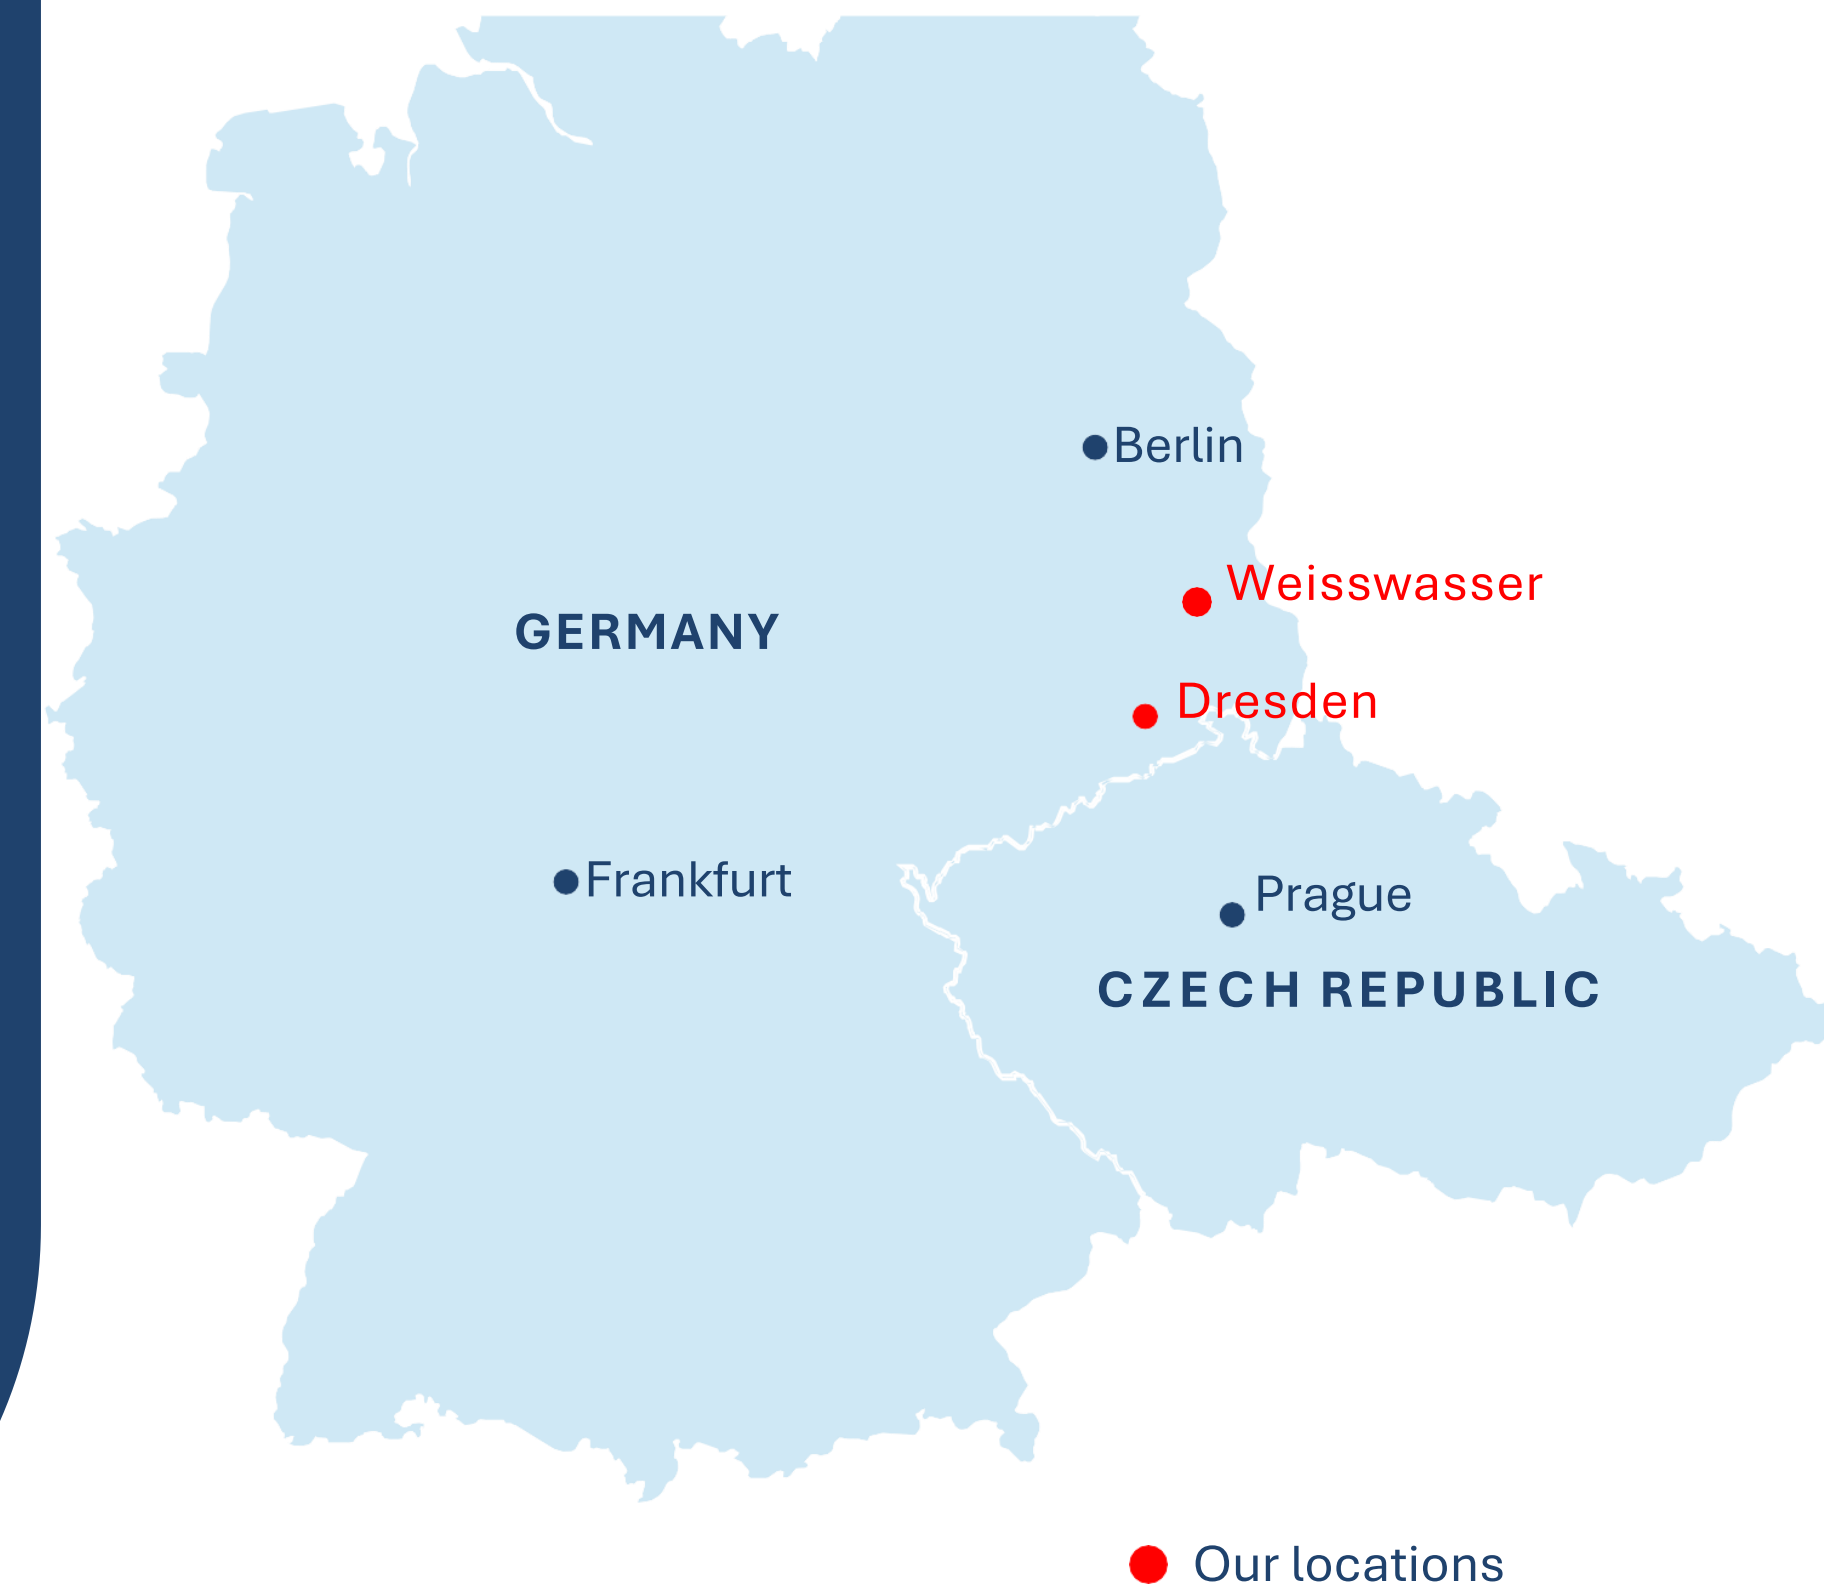 Berlin
Weisswasser
GERMANY
Dresden
Frankfurt
Prague
CZECH REPUBLIC
Our locations